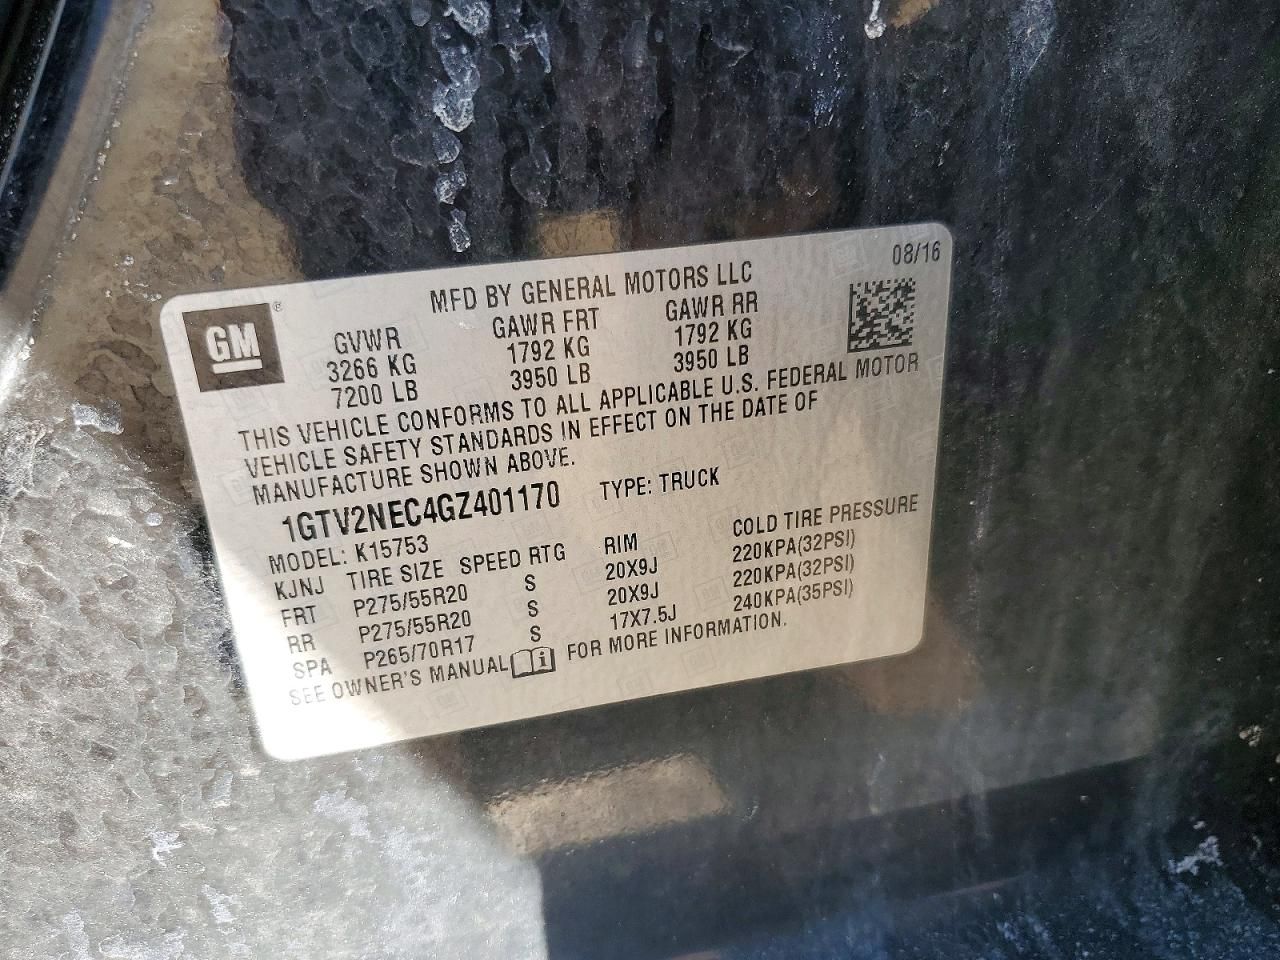 08/16
MFD BY GENERAL MOTORS LLC
GM®
GVWR GAWR FRT GAWR RR
3266 KG 1792 KG 1792 KG
7200 LB 3950 LB 3950 LB
THIS VEHICLE CONFORMS TO ALL APPLICABLE U.S. FEDERAL MOTOR
VEHICLE SAFETY STANDARDS IN EFFECT ON THE DATE OF
MANUFACTURE SHOWN ABOVE.
1GTV2NEC4GZ401170 TYPE: TRUCK
MODEL: K15753
KJNJ TIRE SIZE SPEED RTG RIM COLD TIRE PRESSURE
FRT P275/55R20 S 20X9J 220KPA(32PSI)
RR P275/55R20 S 20X9J 220KPA(32PSI)
SPA P265/70R17 S 17X7.5J 240KPA(35PSI)
SEE OWNER'S MANUAL FOR MORE INFORMATION.